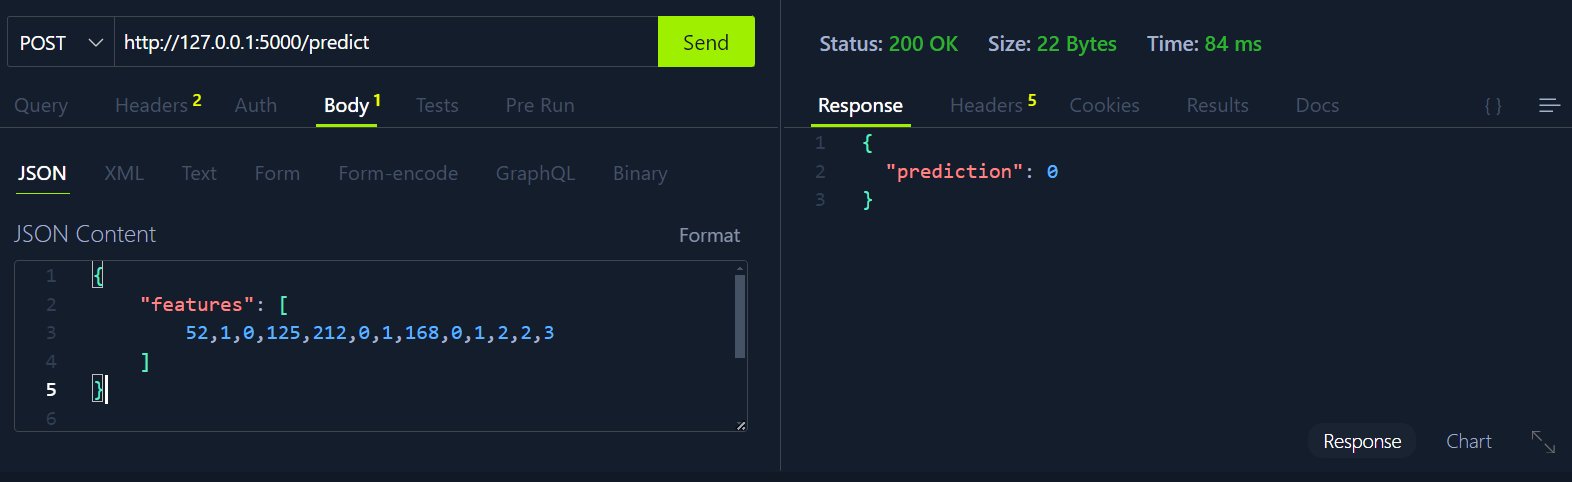 POST http://127.0.0.1:5000/predict Send
Query Headers 2 Auth Body 1 Tests Pre Run
JSON XML Text Form Form-encode GraphQL Binary
JSON Content Format
1 {
2 "features": [
3 52,1,0,125,212,0,1,168,0,1,2,2,3
4 ]
5 }
6
Status: 200 OK Size: 22 Bytes Time: 84 ms
Response Headers 5 Cookies Results Docs { }
1 {
2 "prediction": 0
3 }
Response Chart